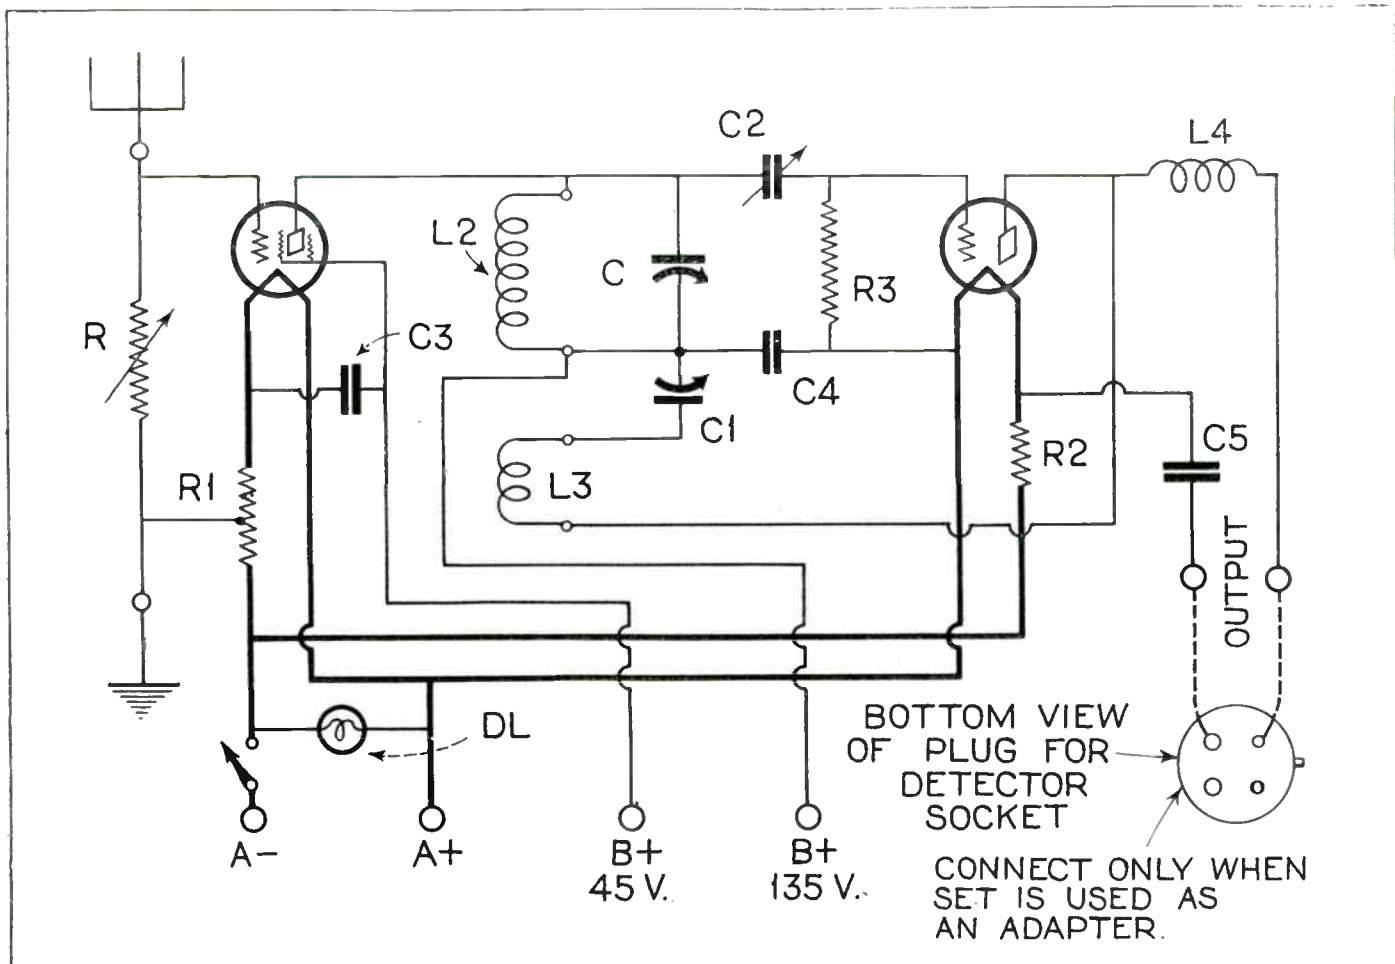 C2
L4
L2
C
R3
R
C3
C4
C1
C5
R1
L3
R2
OUTPUT
DL
BOTTOM VIEW
OF PLUG FOR
DETECTOR
SOCKET
A-
A+
B+
45 V.
B+
135 V.
CONNECT ONLY WHEN
SET IS USED AS
AN ADAPTER.